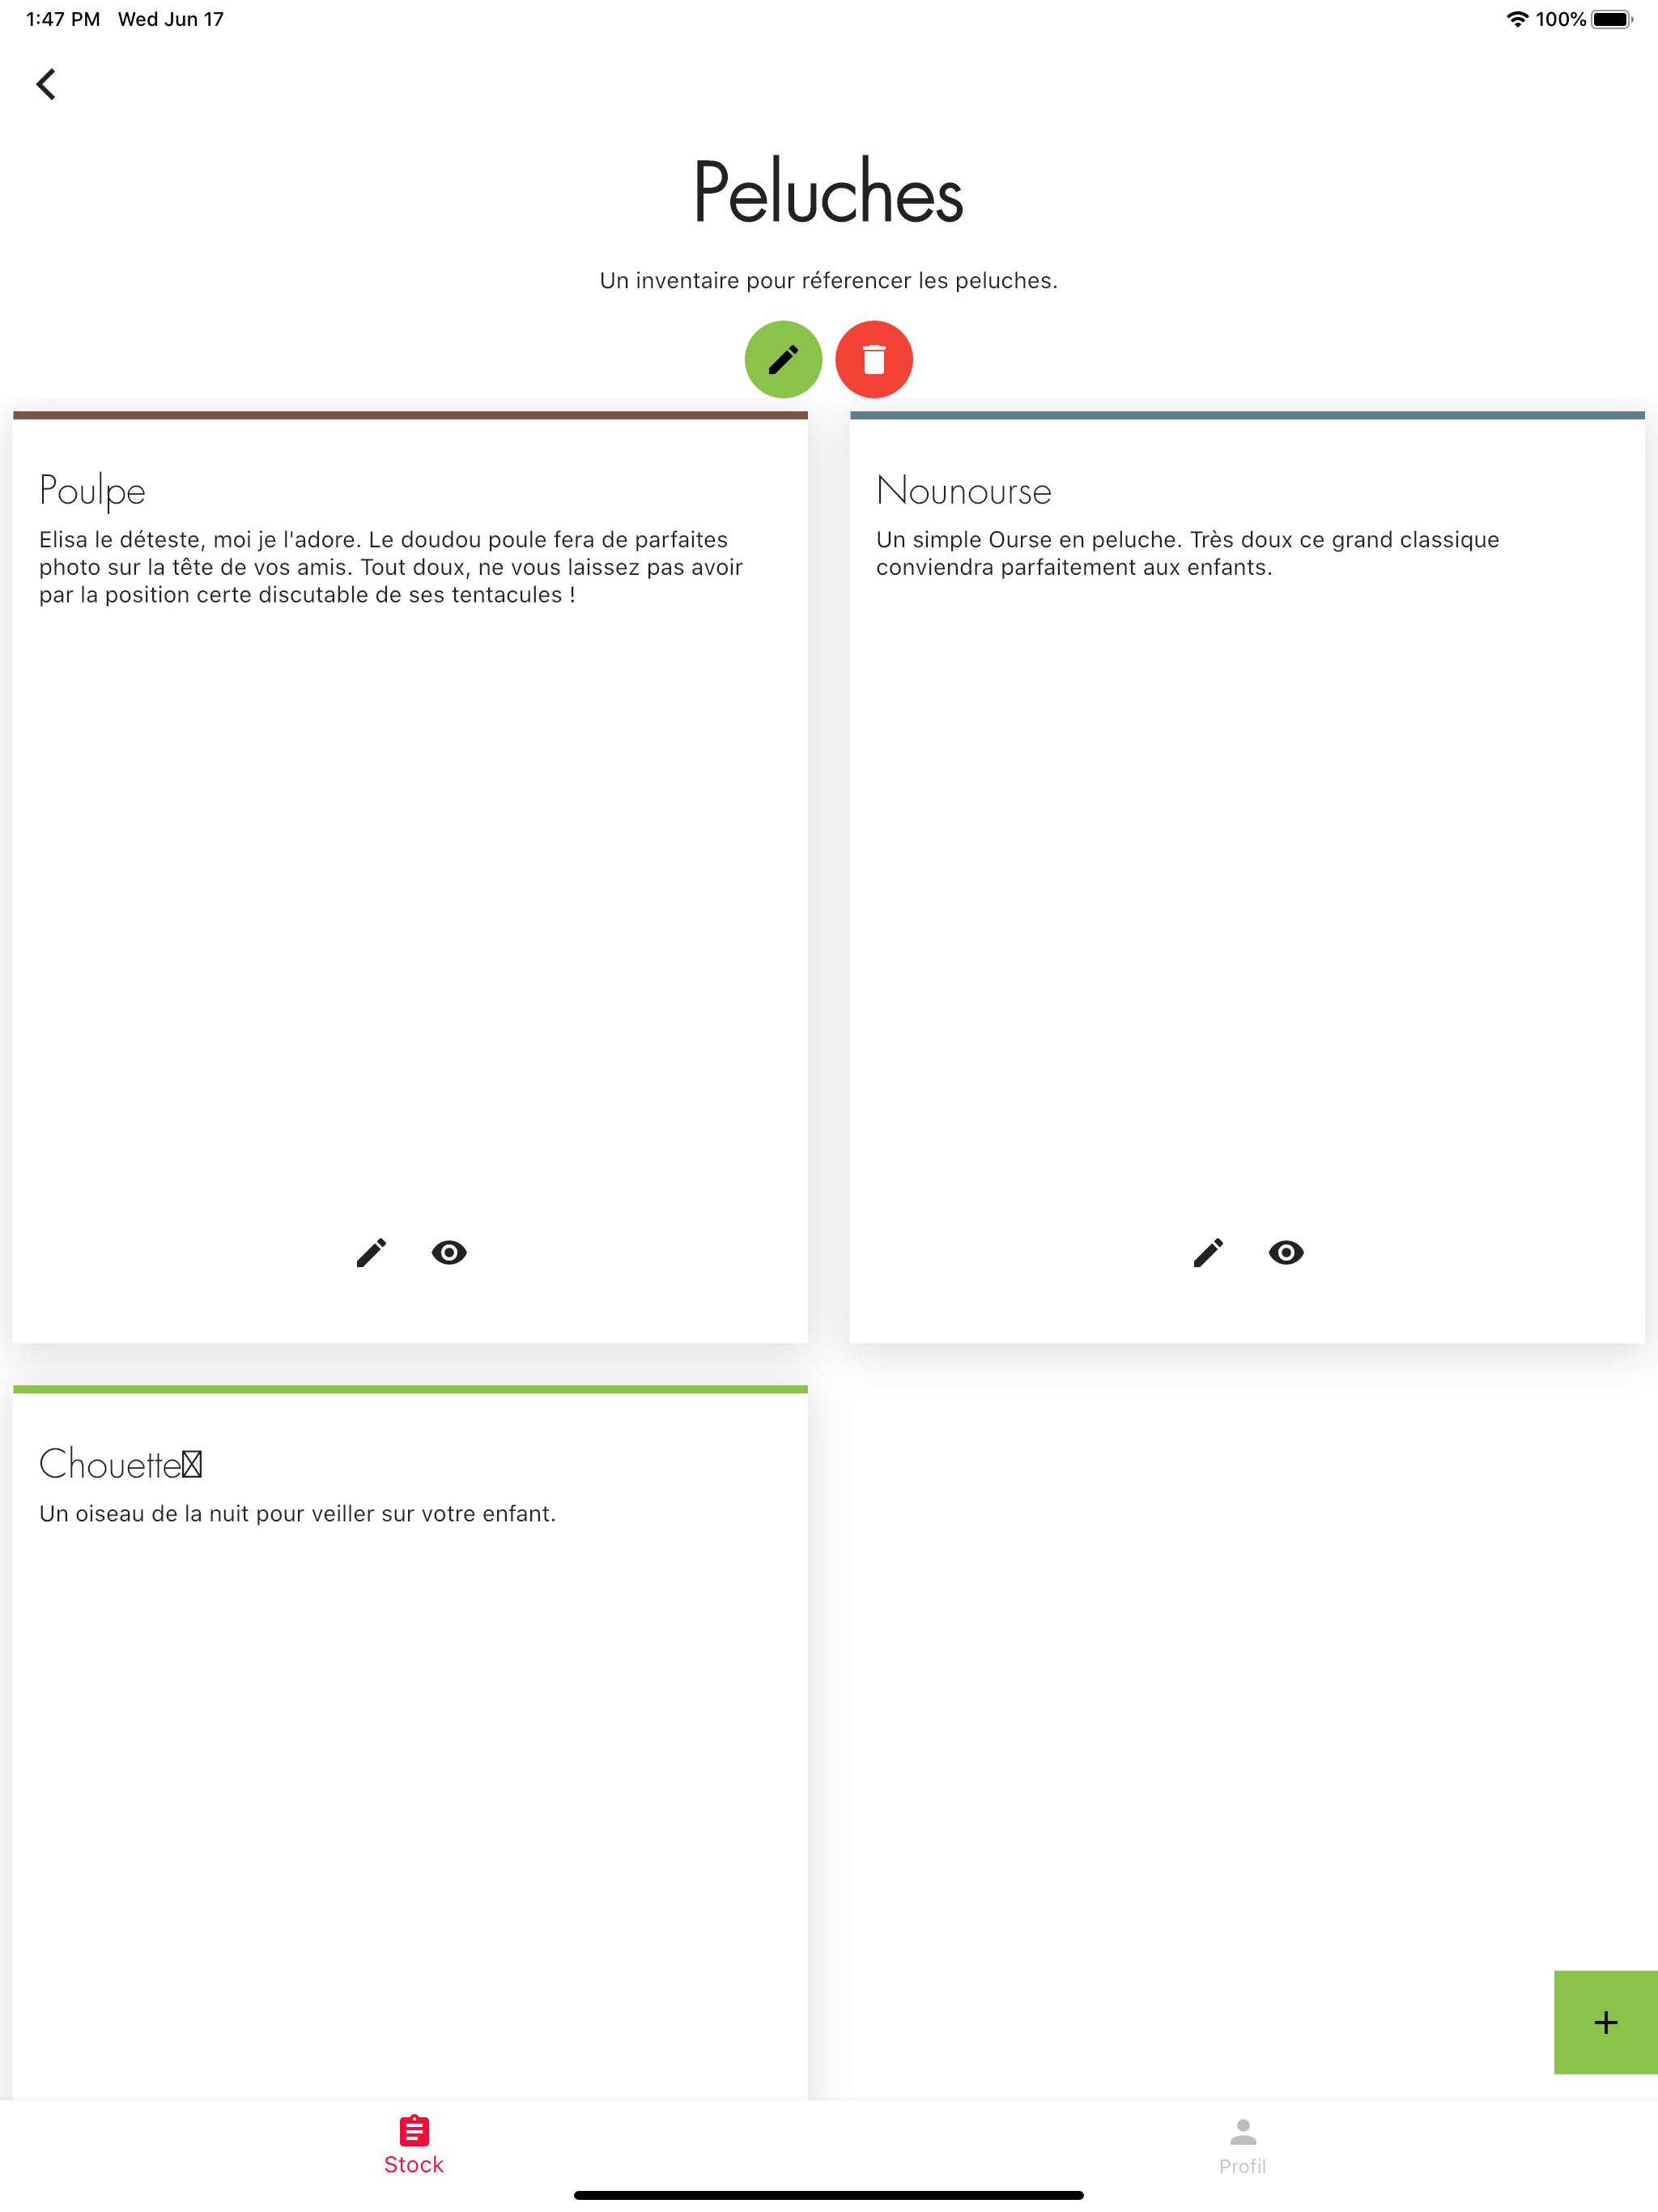 1:47 PM Wed Jun 17
100%
Peluches
Un inventaire pour réferencer les peluches.
Poulpe
Elisa le déteste, moi je l'adore. Le doudou poule fera de parfaites
photo sur la tête de vos amis. Tout doux, ne vous laissez pas avoir
par la position certe discutable de ses tentacules !
Nounourse
Un simple Ourse en peluche. Très doux ce grand classique
conviendra parfaitement aux enfants.
Chouette
Un oiseau de la nuit pour veiller sur votre enfant.
Stock
Profil